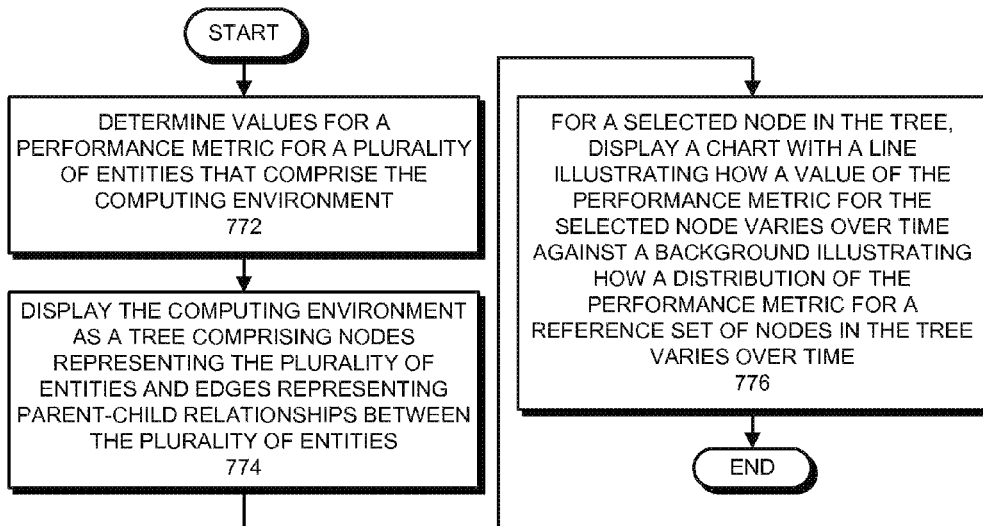 START
DETERMINE VALUES FOR A
PERFORMANCE METRIC FOR A PLURALITY
OF ENTITIES THAT COMPRISE THE
COMPUTING ENVIRONMENT
772
DISPLAY THE COMPUTING ENVIRONMENT
AS A TREE COMPRISING NODES
REPRESENTING THE PLURALITY OF
ENTITIES AND EDGES REPRESENTING
PARENT-CHILD RELATIONSHIPS BETWEEN
THE PLURALITY OF ENTITIES
774
FOR A SELECTED NODE IN THE TREE,
DISPLAY A CHART WITH A LINE
ILLUSTRATING HOW A VALUE OF THE
PERFORMANCE METRIC FOR THE
SELECTED NODE VARIES OVER TIME
AGAINST A BACKGROUND ILLUSTRATING
HOW A DISTRIBUTION OF THE
PERFORMANCE METRIC FOR A
REFERENCE SET OF NODES IN THE TREE
VARIES OVER TIME
776
END